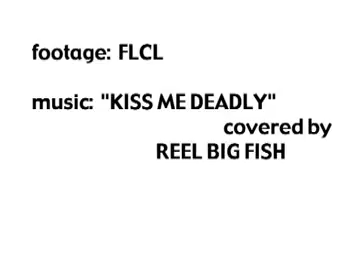 footage: FLCL
music: "KISS ME DEADLY"
covered by
REEL BIG FISH